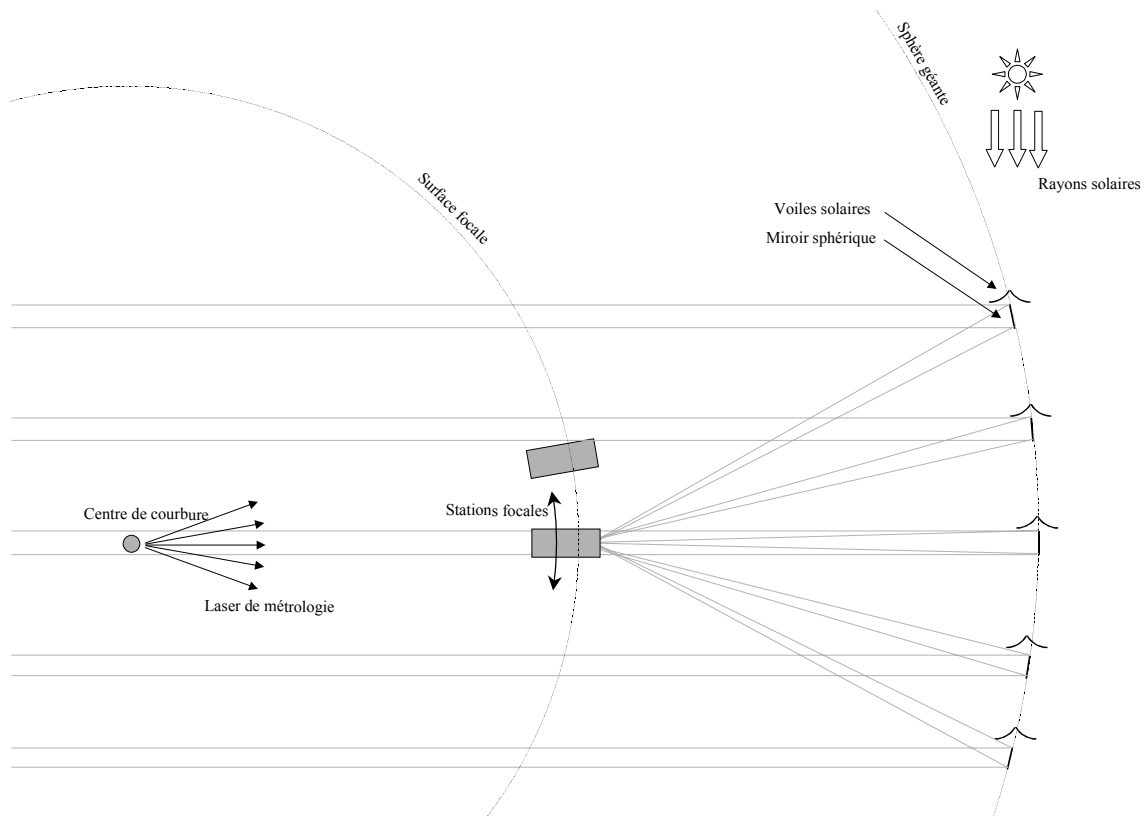 Sphère géante
Rayons solaires
Surface focale
Voiles solaires
Miroir sphérique
Centre de courbure
Stations focales
Laser de métrologie